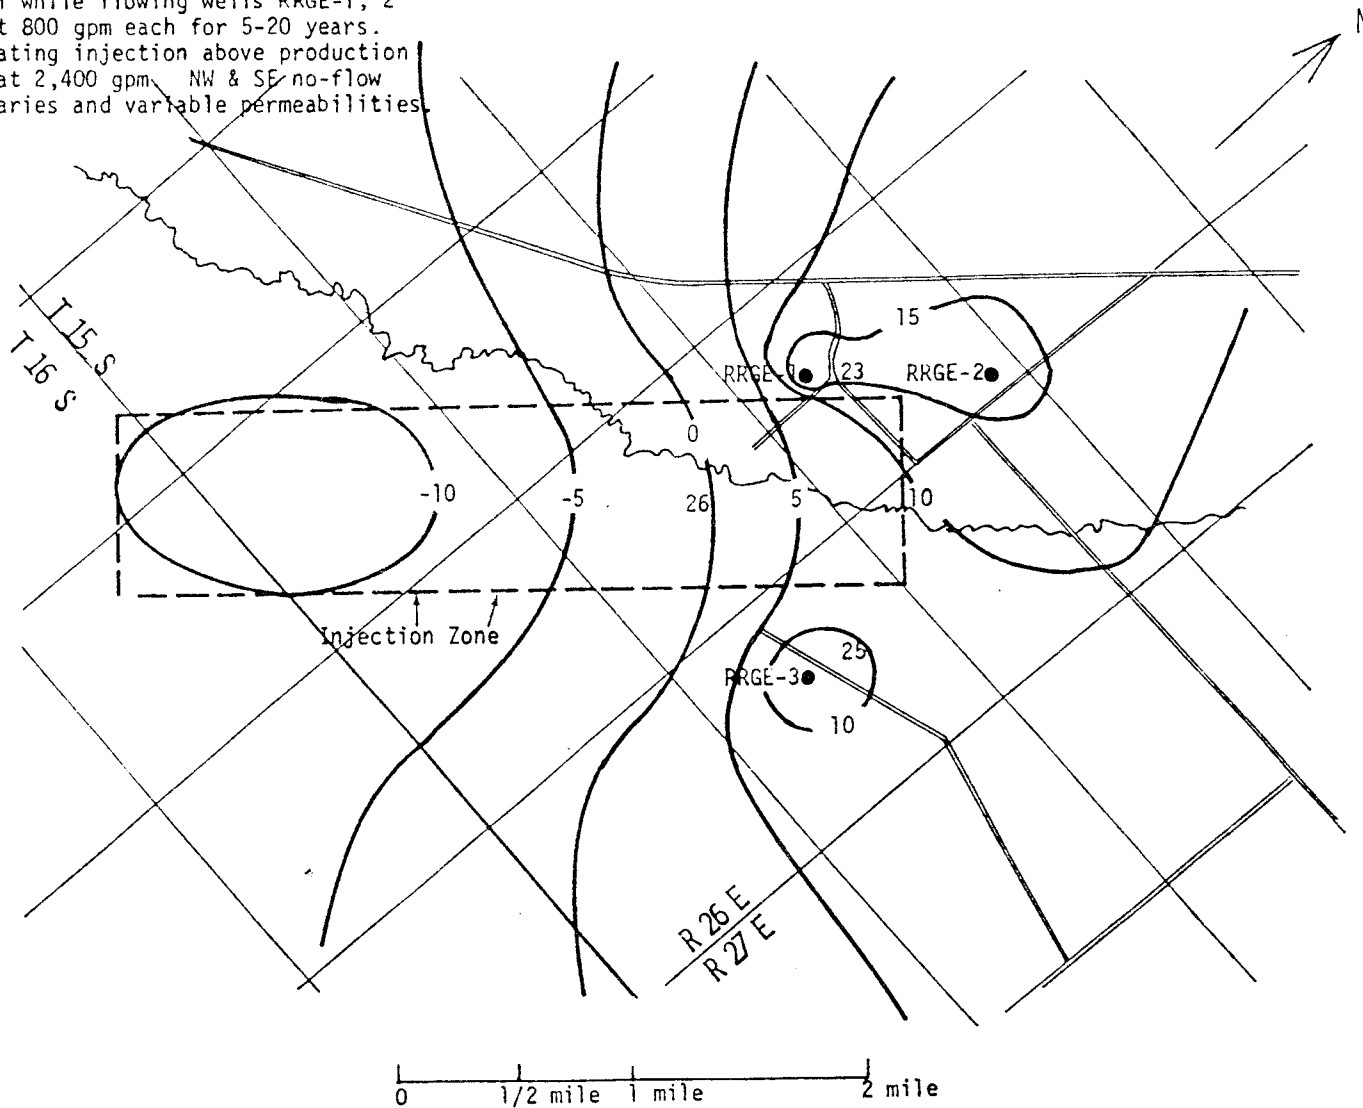 while flowing wells RRGE-1, 2
t 800 gpm each for 5-20 years.
ating injection above production
at 2,400 gpm NW & SE no-flow
aries and variable permeabilities.
N
T 15 S
T 16 S
15
RRGE-1
23
RRGE-2
0
-10
-5
26
5
10
Injection Zone
25
RRGE-3
10
R 26 E
R 27 E
0
1/2 mile
1 mile
2 mile